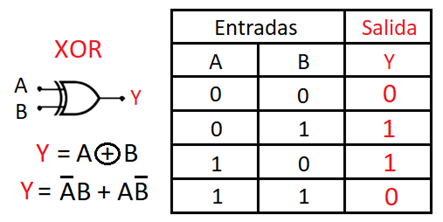 XOR
A
B
Y
Y = A⊕B
Y = A̅B + AB̅
Entradas Salida
A B Y
0 0 0
0 1 1
1 0 1
1 1 0